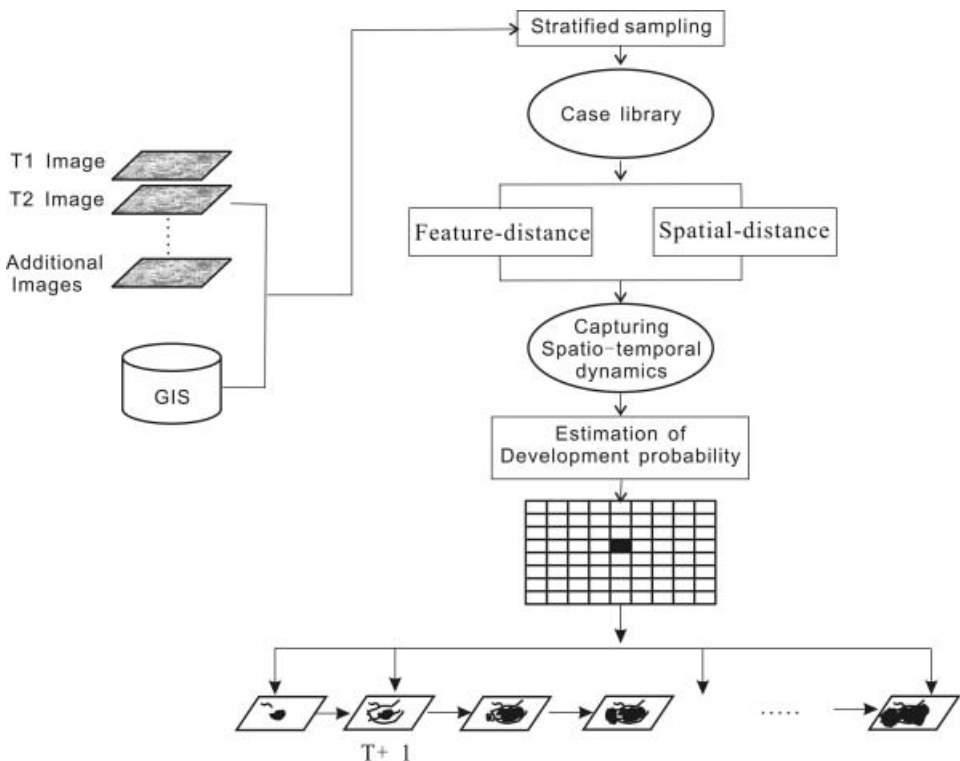 Stratified sampling
Case library
T1 Image
T2 Image
Additional
Images
GIS
Feature-distance
Spatial-distance
Capturing
Spatio-temporal
dynamics
Estimation of
Development probability
T+ 1